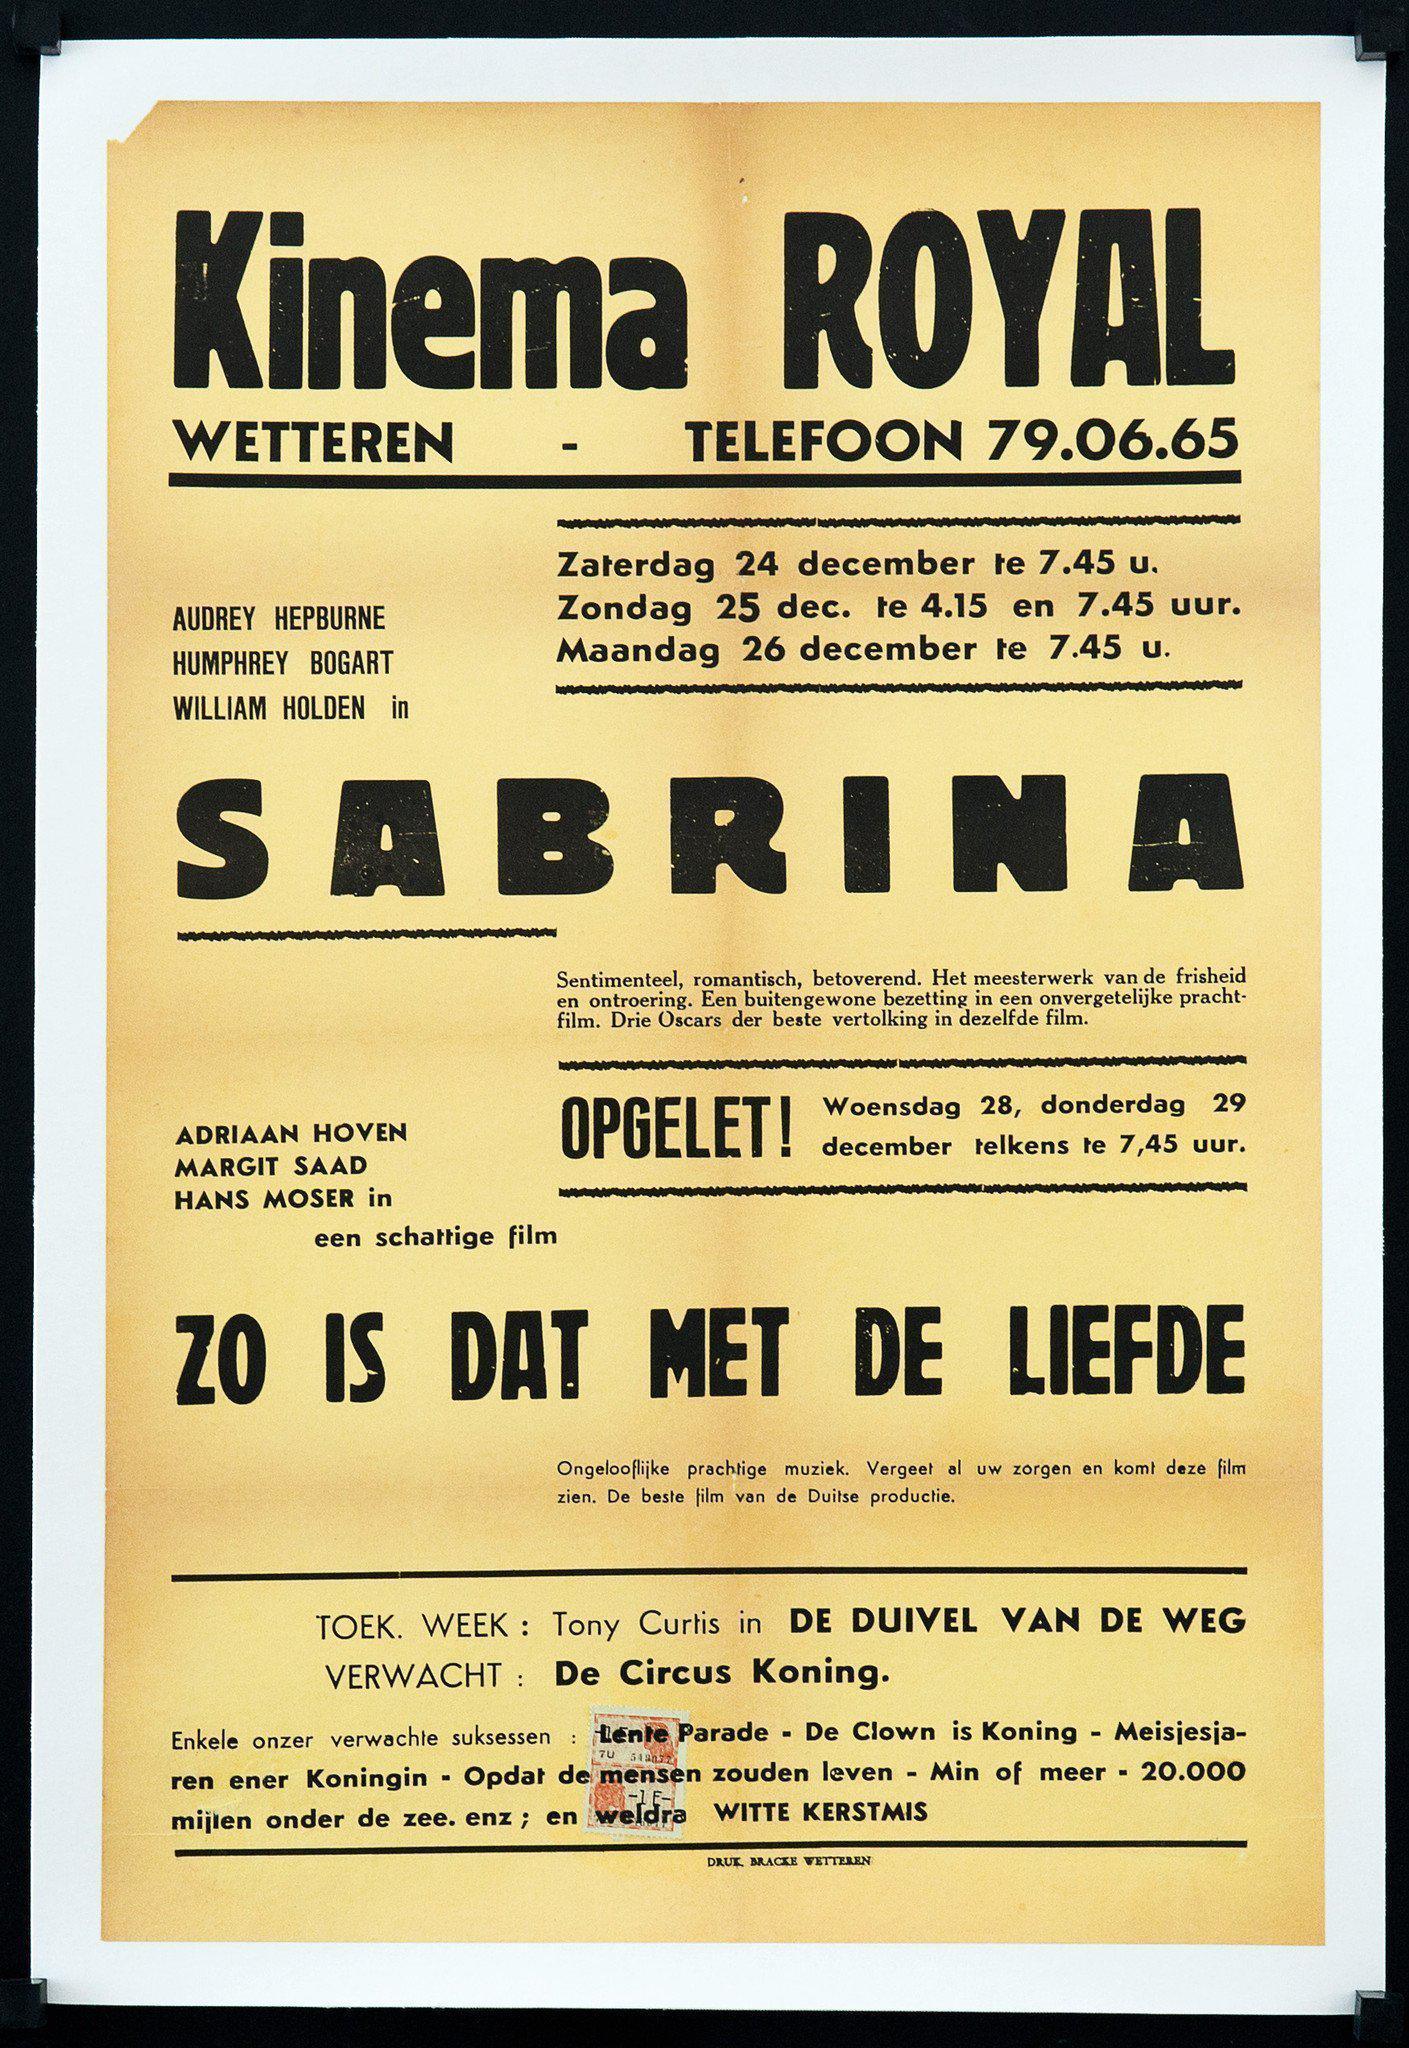 Kinema ROYAL
WETTEREN - TELEFOON 79.06.65
Zaterdag 24 december te 7.45 u.
Zondag 25 dec. te 4.15 en 7.45 uur.
Maandag 26 december te 7.45 u.
AUDREY HEPBURNE
HUMPHREY BOGART
WILLIAM HOLDEN in
SABRINA
Sentimenteel, romantisch, betoverend. Het meesterwerk van de frisheid
en ontroering. Een buitengewone bezetting in een onvergetelijke pracht-
film. Drie Oscars der beste vertolking in dezelfde film.
OPGELET! Woensdag 28, donderdag 29
december telkens te 7,45 uur.
ADRIAAN HOVEN
MARGIT SAAD
HANS MOSER in
een schattige film
ZO IS DAT MET DE LIEFDE
Ongelooflijke prachtige muziek. Vergeet al uw zorgen en komt deze film
zien. De beste film van de Duitse productie.
TOEK. WEEK : Tony Curtis in DE DUIVEL VAN DE WEG
VERWACHT : De Circus Koning.
Enkele onzer verwachte suksessen : Lente Parade - De Clown is Koning - Meisjesja-
ren ener Koningin - Opdat de mensen zouden leven - Min of meer - 20.000
mijlen onder de zee. enz ; en weldra WITTE KERSTMIS
-1F-
DRUK. BRACKE WETTEREN